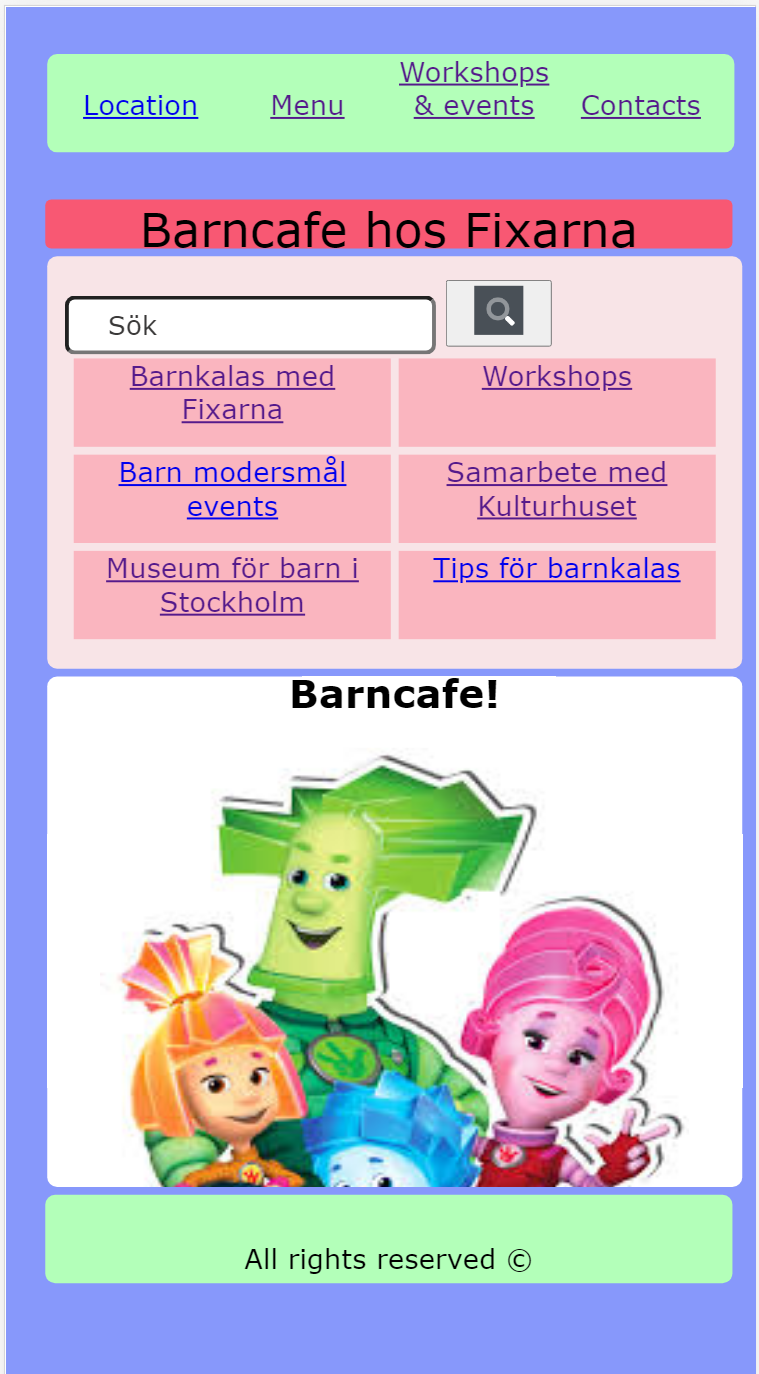 Workshops
Location Menu & events Contacts
Barncafe hos Fixarna
Sök
Barnkalas med
Fixarna
Workshops
Barn modersmål
events
Samarbete med
Kulturhuset
Museum för barn i
Stockholm
Tips för barnkalas
Barncafe!
All rights reserved ©